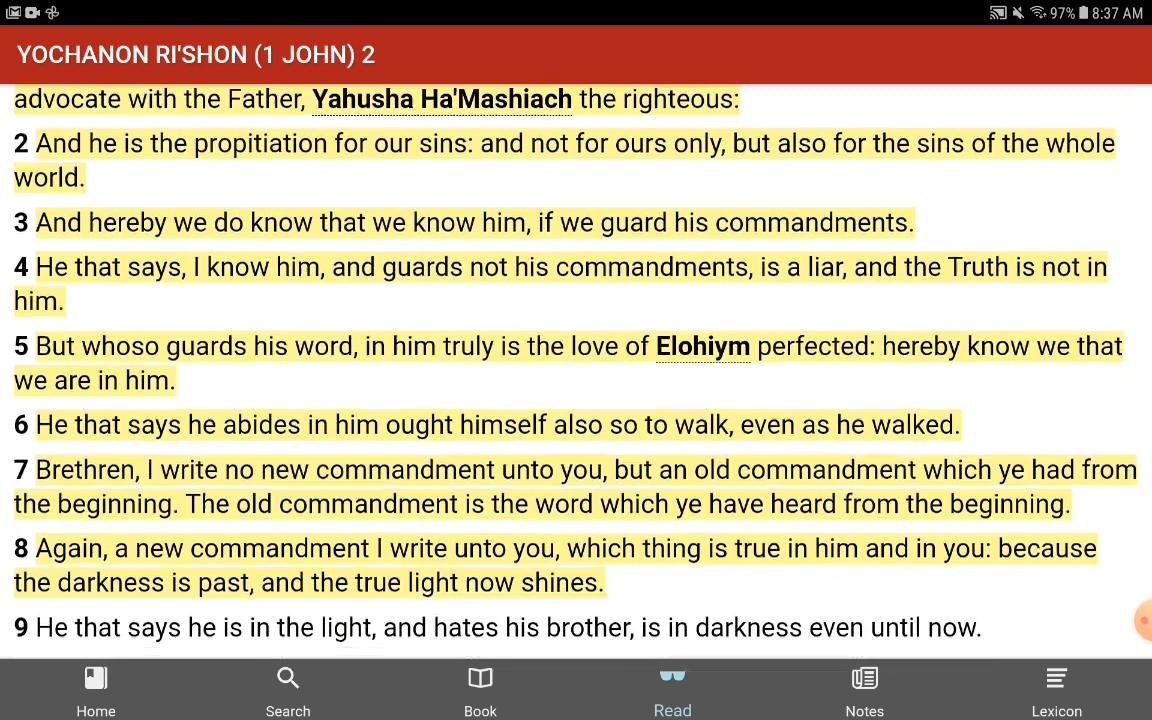 97% 8:37 AM
YOCHANON RI'SHON (1 JOHN) 2
advocate with the Father, Yahusha Ha'Mashiach the righteous:
2 And he is the propitiation for our sins: and not for ours only, but also for the sins of the whole
world.
3 And hereby we do know that we know him, if we guard his commandments.
4 He that says, I know him, and guards not his commandments, is a liar, and the Truth is not in
him.
5 But whoso guards his word, in him truly is the love of Elohiym perfected: hereby know we that
we are in him.
6 He that says he abides in him ought himself also so to walk, even as he walked.
7 Brethren, I write no new commandment unto you, but an old commandment which ye had from
the beginning. The old commandment is the word which ye have heard from the beginning.
8 Again, a new commandment I write unto you, which thing is true in him and in you: because
the darkness is past, and the true light now shines.
9 He that says he is in the light, and hates his brother, is in darkness even until now.
Home Search Book Read Notes Lexicon